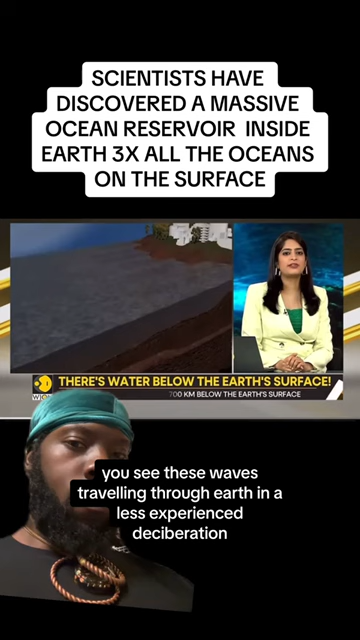 SCIENTISTS HAVE
DISCOVERED A MASSIVE
OCEAN RESERVOIR INSIDE
EARTH 3X ALL THE OCEANS
ON THE SURFACE
THERE'S WATER BELOW THE EARTH'S SURFACE!
700 KM BELOW THE EARTH'S SURFACE
you see these waves
travelling through earth in a
less experienced
deciberation